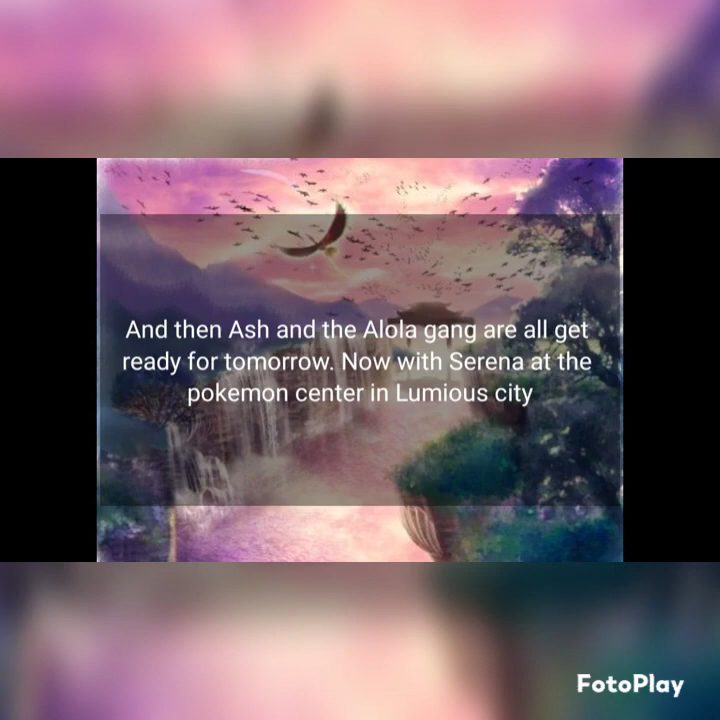 And then Ash and the Alola gang are all get
ready for tomorrow. Now with Serena at the
pokemon center in Lumious city
FotoPlay